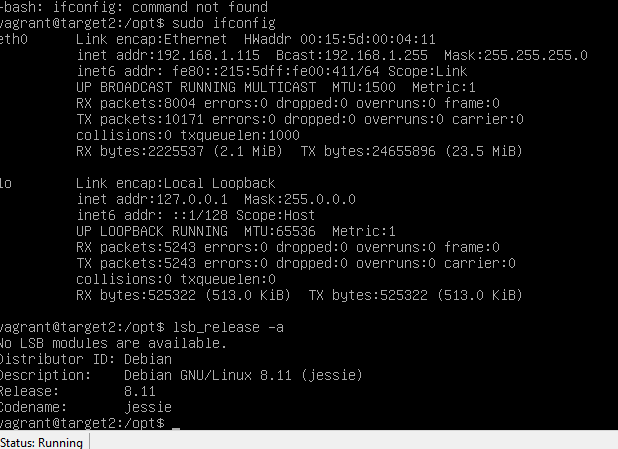 -bash: ifconfig: command not found
vagrant@target2:/opt$ sudo ifconfig
eth0      Link encap:Ethernet  HWaddr 00:15:5d:00:04:11
          inet addr:192.168.1.115  Bcast:192.168.1.255  Mask:255.255.255.0
          inet6 addr: fe80::215:5dff:fe00:411/64 Scope:Link
          UP BROADCAST RUNNING MULTICAST  MTU:1500  Metric:1
          RX packets:8004 errors:0 dropped:0 overruns:0 frame:0
          TX packets:10171 errors:0 dropped:0 overruns:0 carrier:0
          collisions:0 txqueuelen:1000
          RX bytes:2225537 (2.1 MiB)  TX bytes:24655896 (23.5 MiB)
lo        Link encap:Local Loopback
          inet addr:127.0.0.1  Mask:255.0.0.0
          inet6 addr: ::1/128 Scope:Host
          UP LOOPBACK RUNNING  MTU:65536  Metric:1
          RX packets:5243 errors:0 dropped:0 overruns:0 frame:0
          TX packets:5243 errors:0 dropped:0 overruns:0 carrier:0
          collisions:0 txqueuelen:0
          RX bytes:525322 (513.0 KiB)  TX bytes:525322 (513.0 KiB)
vagrant@target2:/opt$ lsb_release -a
No LSB modules are available.
Distributor ID: Debian
Description:    Debian GNU/Linux 8.11 (jessie)
Release:        8.11
Codename:       jessie
vagrant@target2:/opt$ _
Status: Running